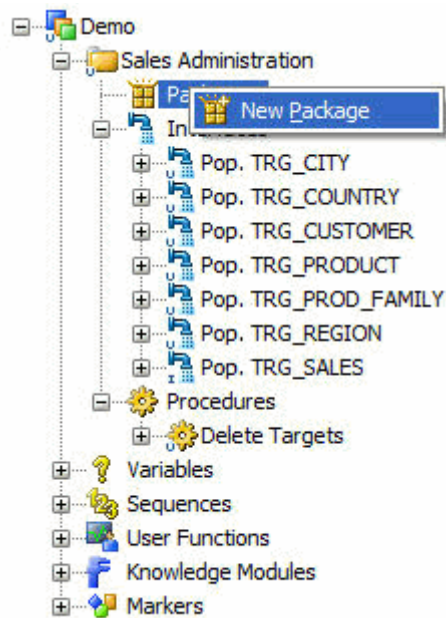 Demo
Sales Administration
New Package
Pop. TRG_CITY
Pop. TRG_COUNTRY
Pop. TRG_CUSTOMER
Pop. TRG_PRODUCT
Pop. TRG_PROD_FAMILY
Pop. TRG_REGION
Pop. TRG_SALES
Procedures
Delete Targets
Variables
Sequences
User Functions
Knowledge Modules
Markers